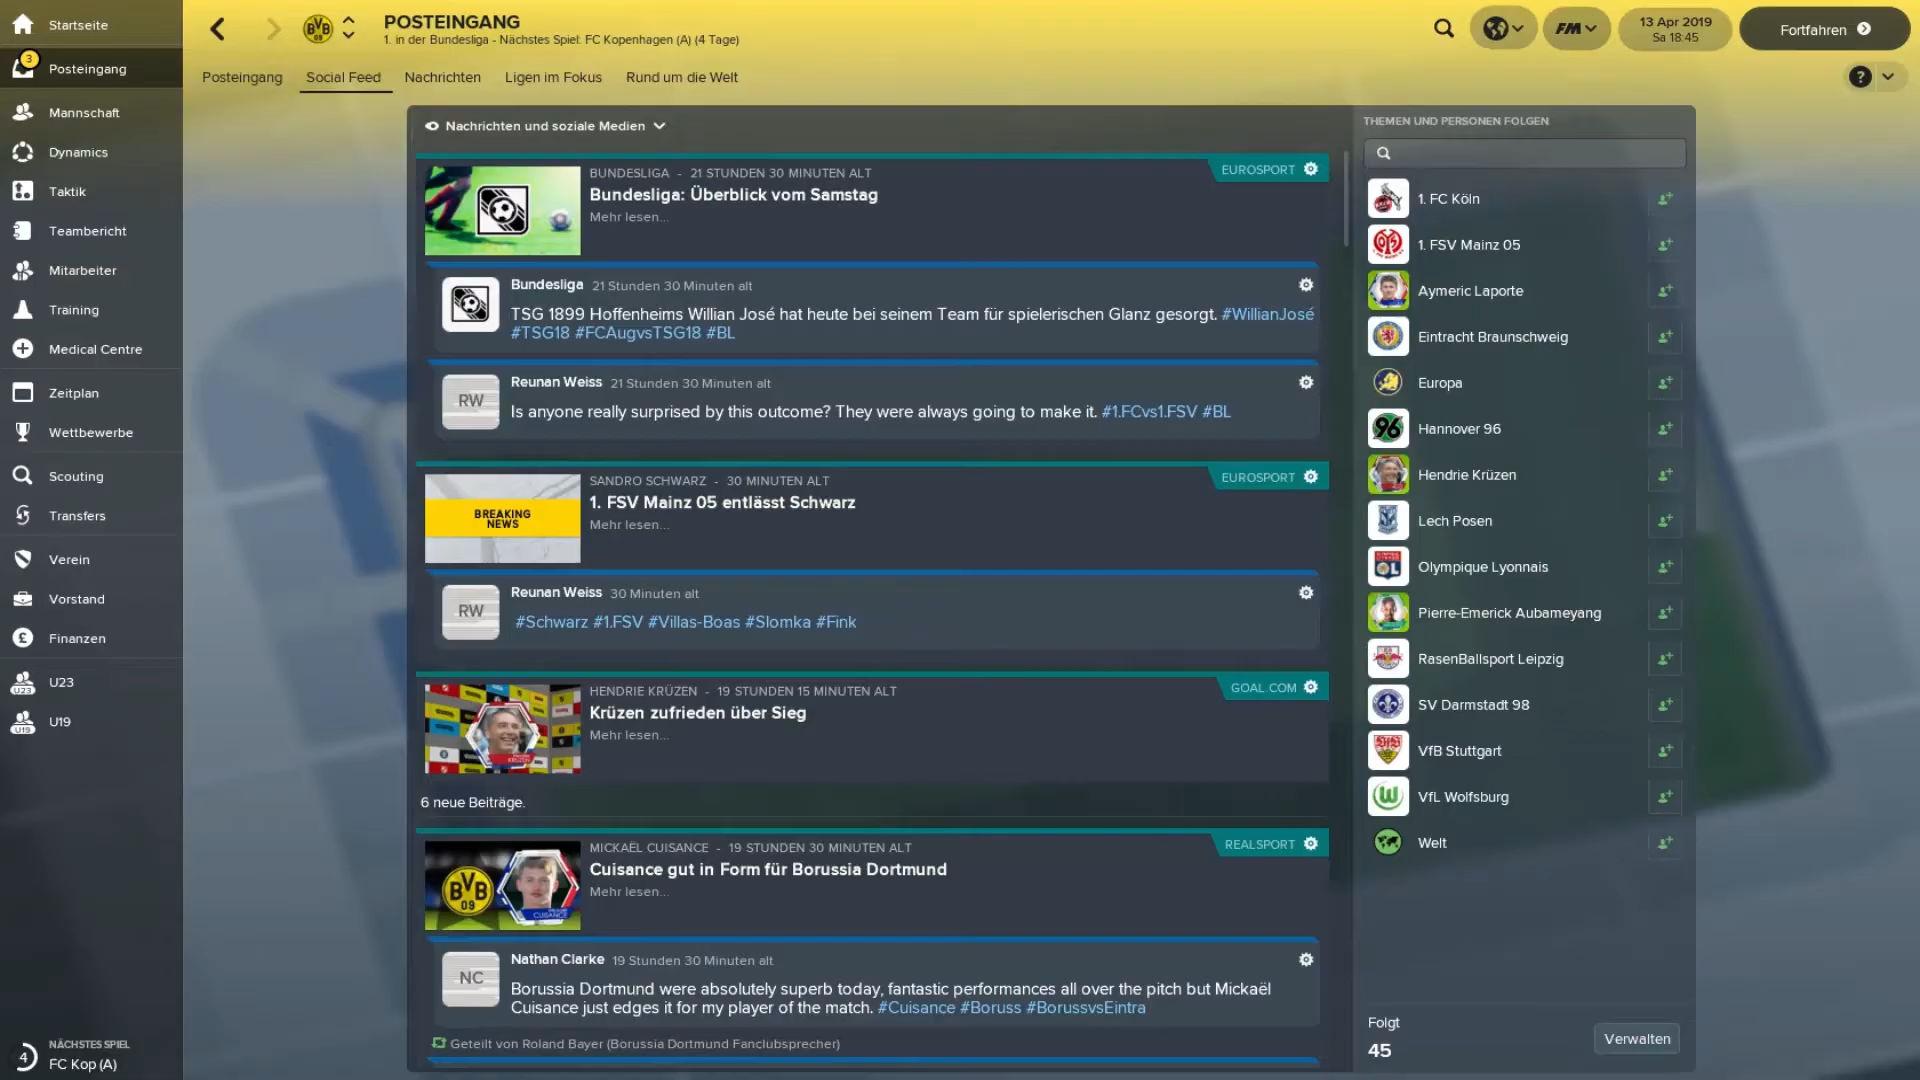 Startseite
3
Posteingang
Mannschaft
Dynamics
Taktik
Teambericht
Mitarbeiter
Training
Medical Centre
Zeitplan
Wettbewerbe
Scouting
Transfers
Verein
Vorstand
Finanzen
U23
U23
U19
U19
4
NÄCHSTES SPIEL
FC Kop (A)
BVB
09
POSTEINGANG
1. in der Bundesliga - Nächstes Spiel: FC Kopenhagen (A) (4 Tage)
FM
13 Apr 2019
Sa 18:45
Fortfahren
Posteingang
Social Feed
Nachrichten
Ligen im Fokus
Rund um die Welt
?
Nachrichten und soziale Medien
BUNDESLIGA - 21 STUNDEN 30 MINUTEN ALT
EUROSPORT
Bundesliga: Überblick vom Samstag
Mehr lesen...
Bundesliga 21 Stunden 30 Minuten alt
TSG 1899 Hoffenheims Willian José hat heute bei seinem Team für spielerischen Glanz gesorgt. #WillianJosé
#TSG18 #FCAugvsTSG18 #BL
RW
Reunan Weiss 21 Stunden 30 Minuten alt
Is anyone really surprised by this outcome? They were always going to make it. #1.FCvs1.FSV #BL
BREAKING
NEWS
SANDRO SCHWARZ - 30 MINUTEN ALT
EUROSPORT
1. FSV Mainz 05 entlässt Schwarz
Mehr lesen...
RW
Reunan Weiss 30 Minuten alt
#Schwarz #1.FSV #Villas-Boas #Slomka #Fink
KRÜZEN
HENDRIE KRÜZEN - 19 STUNDEN 15 MINUTEN ALT
GOAL.COM
Krüzen zufrieden über Sieg
Mehr lesen...
6 neue Beiträge.
BVB
09
CUISANCE
MICKAËL CUISANCE - 19 STUNDEN 30 MINUTEN ALT
REALSPORT
Cuisance gut in Form für Borussia Dortmund
Mehr lesen...
NC
Nathan Clarke 19 Stunden 30 Minuten alt
Borussia Dortmund were absolutely superb today, fantastic performances all over the pitch but Mickaël
Cuisance just edges it for my player of the match. #Cuisance #Boruss #BorussvsEintra
Geteilt von Roland Bayer (Borussia Dortmund Fanclubsprecher)
THEMEN UND PERSONEN FOLGEN
1. FC Köln
1. FSV Mainz 05
Aymeric Laporte
Eintracht Braunschweig
Europa
96
Hannover 96
Hendrie Krüzen
Lech Posen
OL
Olympique Lyonnais
Pierre-Emerick Aubameyang
RasenBallsport Leipzig
SV Darmstadt 98
VfB Stuttgart
VfL Wolfsburg
Welt
Folgt
45
Verwalten